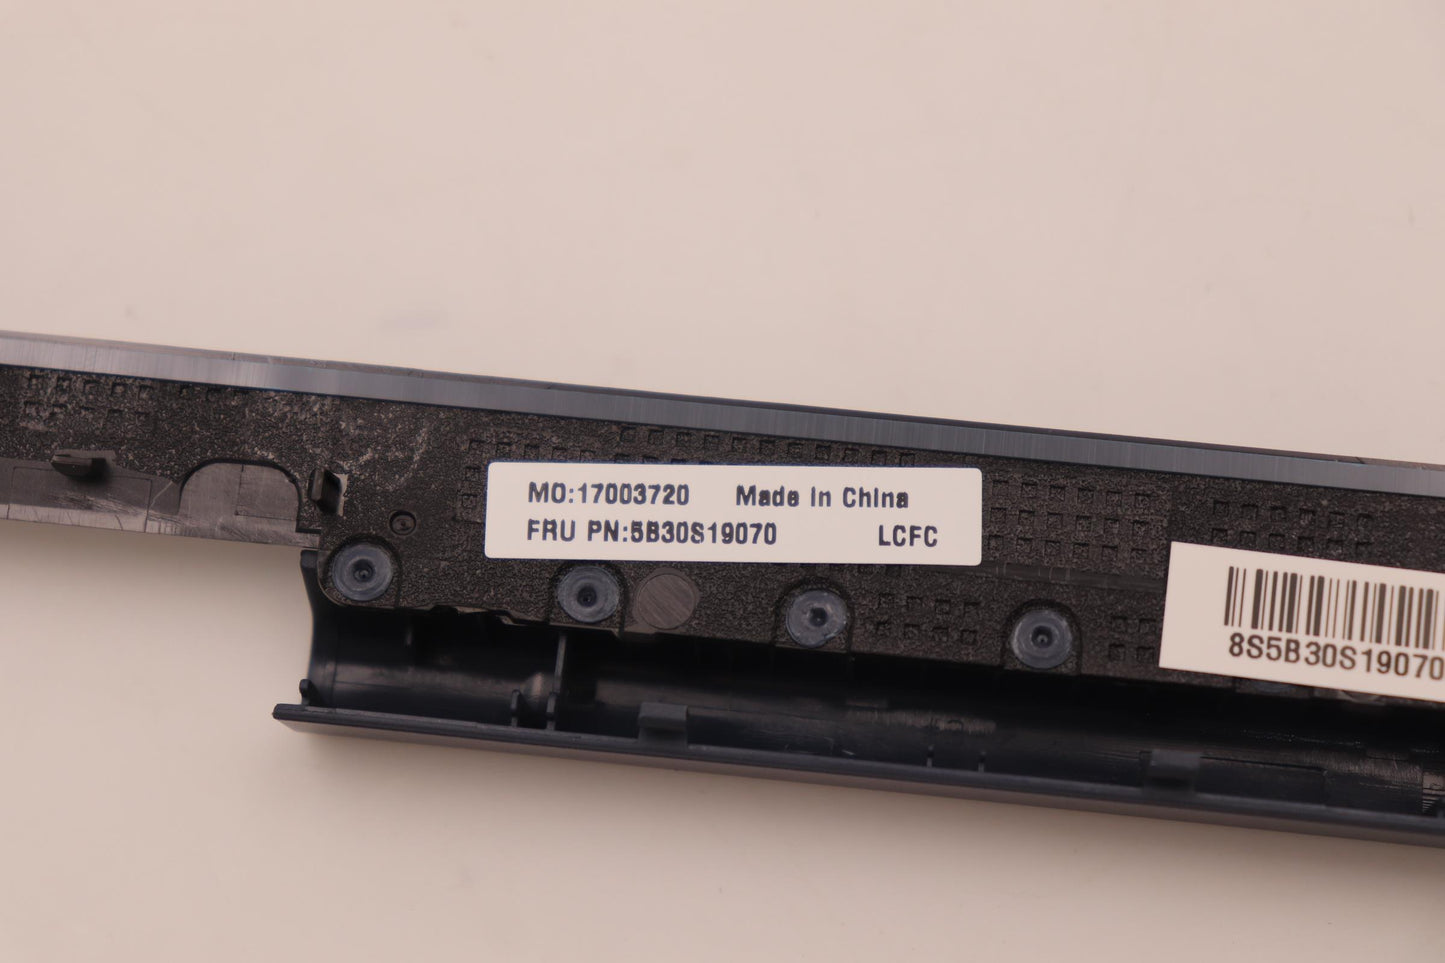 MO:17003720 Made In China
FRU PN:5B30S19070 LCFC
8S5B30S19070